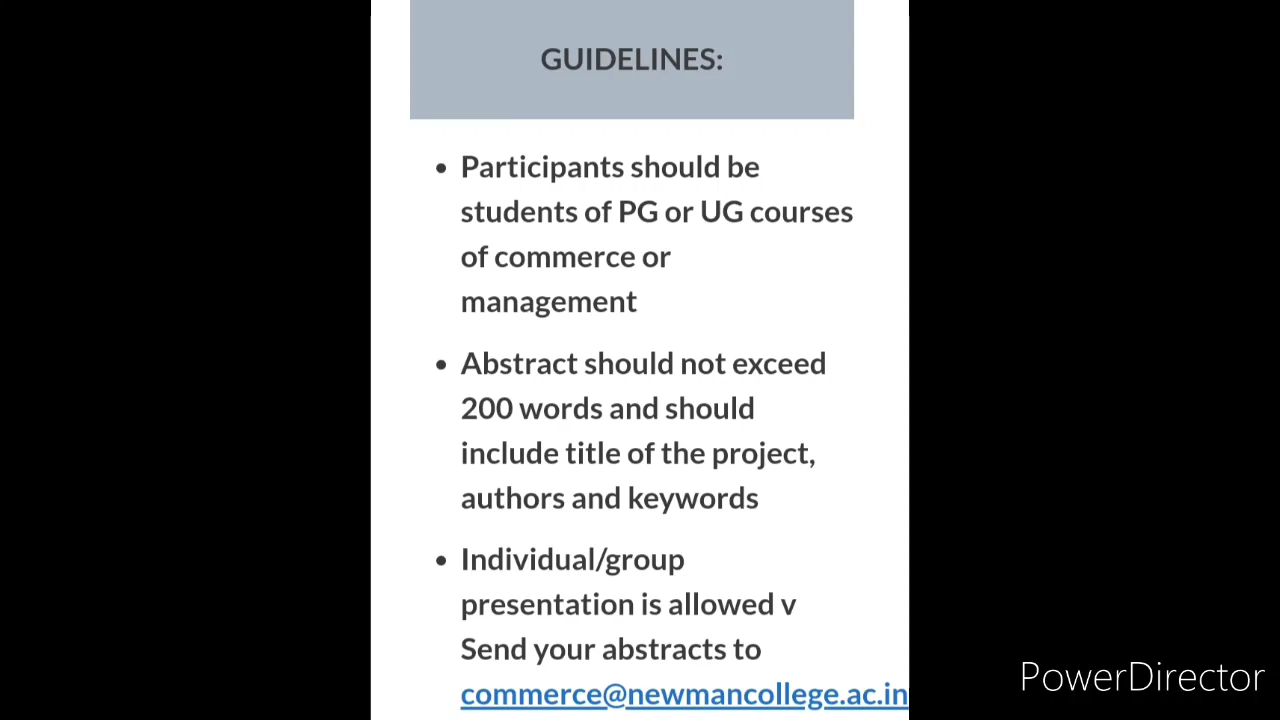 GUIDELINES:
• Participants should be
students of PG or UG courses
of commerce or
management
• Abstract should not exceed
200 words and should
include title of the project,
authors and keywords
• Individual/group
presentation is allowed v
Send your abstracts to
commerce@newmancollege.ac.in
PowerDirector